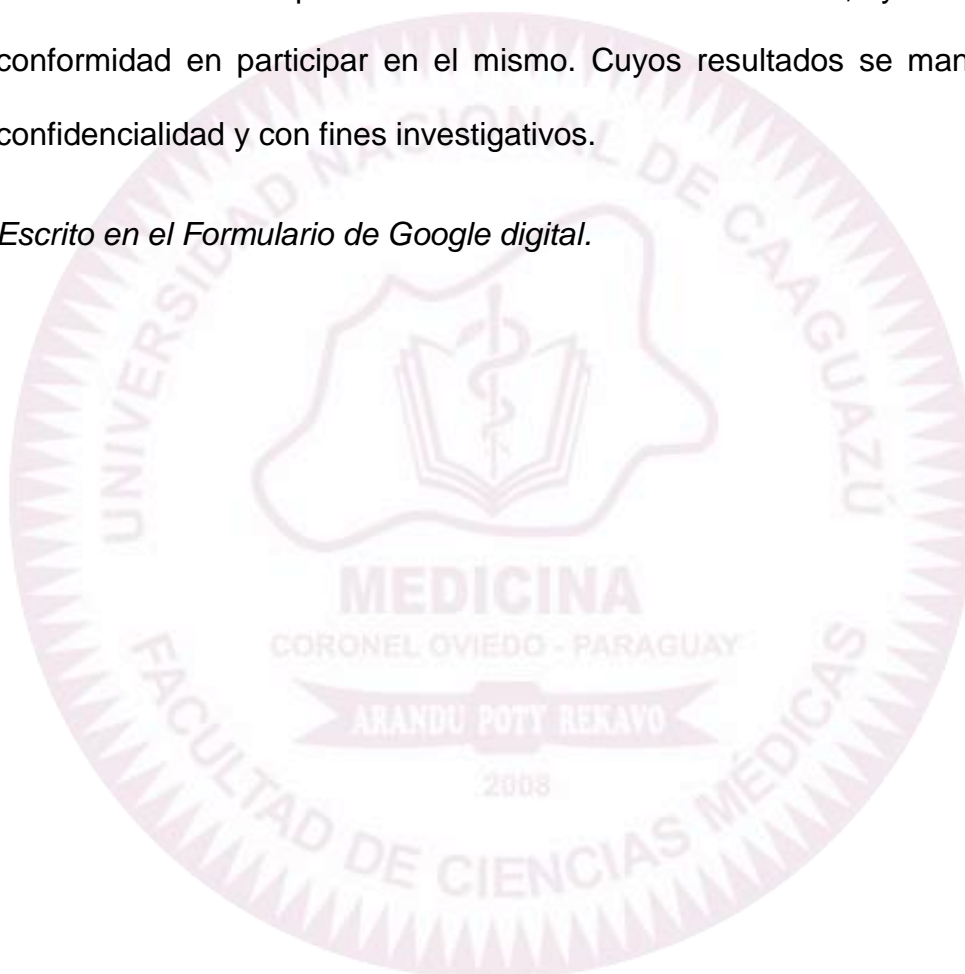 conformidad en participar en el mismo. Cuyos resultados se man
confidencialidad y con fines investigativos.
Escrito en el Formulario de Google digital.
UNIVERSIDAD NACIONAL DE CAAGUAZÚ
MEDICINA
CORONEL OVIEDO - PARAGUAY
ARANDU POTY REKAVO
2008
FACULTAD DE CIENCIAS MÉDICAS